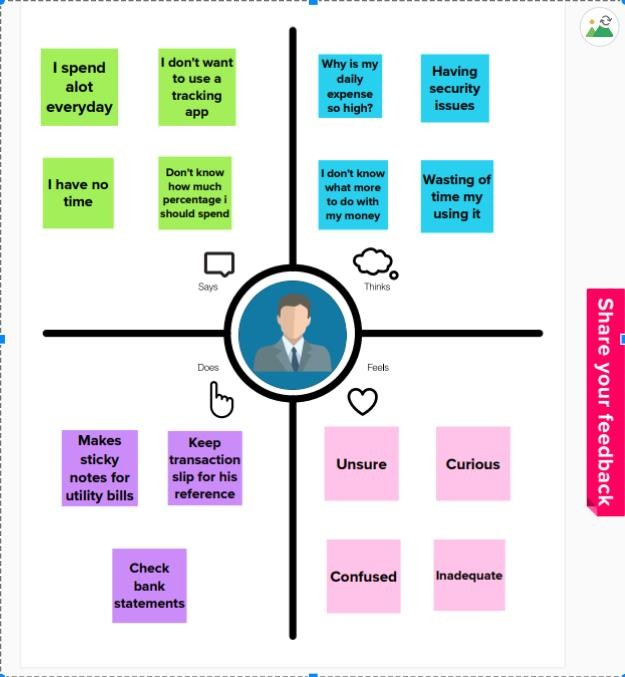 I spend
alot
everyday
I don't want
to use a
tracking
app
Why is my
daily
expense
so high?
Having
security
issues
I have no
time
Don't know
how much
percentage i
should spend
I don't know
what more
to do with
my money
Wasting of
time my
using it
Says
Thinks
Does
Feels
Makes
sticky
notes for
utility bills
Keep
transaction
slip for his
reference
Unsure
Curious
Check
bank
statements
Confused
Inadequate
Share your feedback